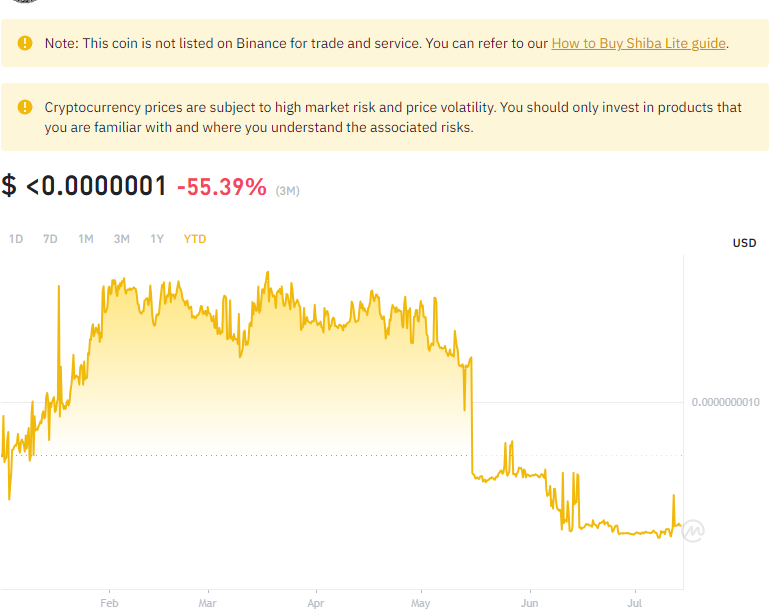 Note: This coin is not listed on Binance for trade and service. You can refer to our How to Buy Shiba Lite guide.
Cryptocurrency prices are subject to high market risk and price volatility. You should only invest in products that
you are familiar with and where you understand the associated risks.
$ <0.0000001 -55.39% (3M)
1D 7D 1M 3M 1Y YTD
USD
0.0000000010
Feb Mar Apr May Jun Jul